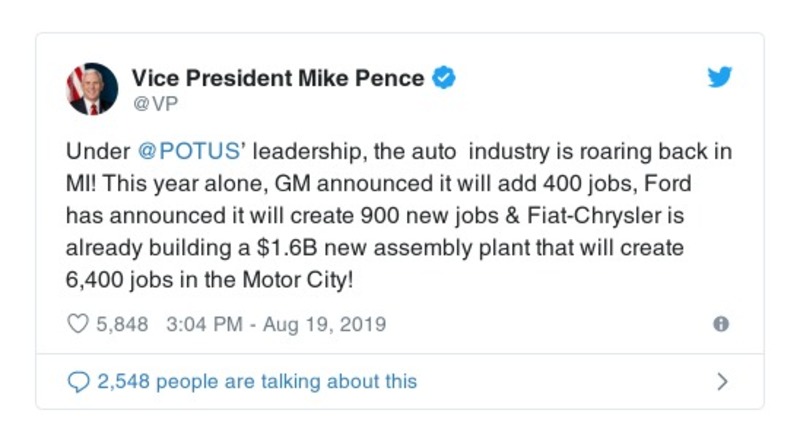 Vice President Mike Pence
@VP
Under @POTUS’ leadership, the auto  industry is roaring back in
MI! This year alone, GM announced it will add 400 jobs, Ford
has announced it will create 900 new jobs & Fiat-Chrysler is
already building a $1.6B new assembly plant that will create
6,400 jobs in the Motor City!
5,848 3:04 PM - Aug 19, 2019
2,548 people are talking about this